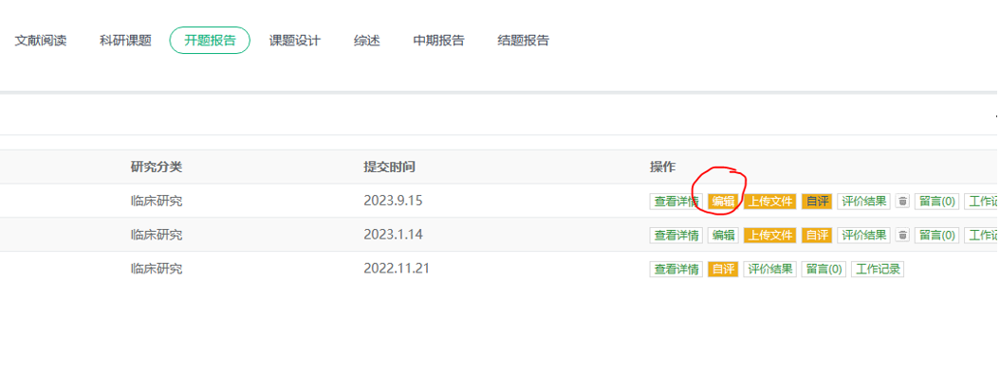 文献阅读 科研课题 开题报告 课题设计 综述 中期报告 结题报告
研究分类 提交时间 操作
临床研究 2023.9.15 查看详情 编辑 上传文件 自评 评价结果 留言(0) 工作
临床研究 2023.1.14 查看详情 编辑 上传文件 自评 评价结果 留言(0) 工作
临床研究 2022.11.21 查看详情 自评 评价结果 留言(0) 工作记录